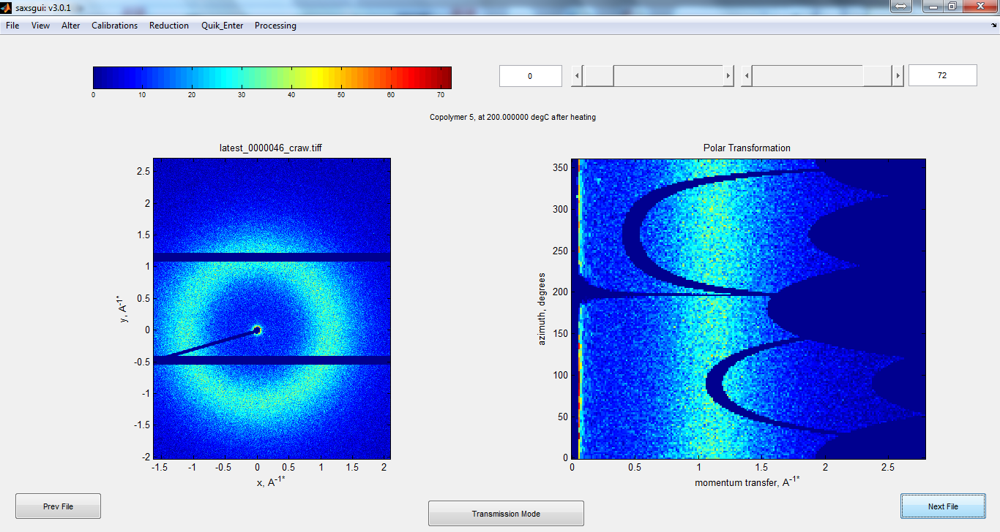 saxsgui: v3.0.1
File View Alter Calibrations Reduction Quik_Enter Processing
0 72
0 10 20 30 40 50 60 70
Copolymer 5, at 200.000000 degC after heating
latest_0000046_craw.tiff
2.5
2
1.5
1
0.5
0
-0.5
-1
-1.5
-2
y, A-1*
-1.5 -1 -0.5 0 0.5 1 1.5 2
x, A-1*
Polar Transformation
350
300
250
200
150
100
50
0
azimuth, degrees
0 0.5 1 1.5 2 2.5
momentum transfer, A-1*
Prev File
Transmission Mode
Next File